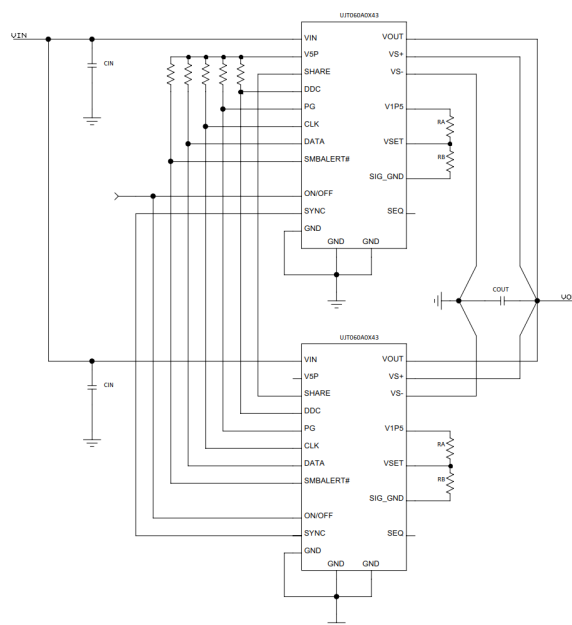 UJT060A0X43
VIN
VIN
VOUT
V5P
VS+
CIN
SHARE
VS-
DDC
PG
V1P5
CLK
RA
DATA
VSET
SMBALERT#
RB
SIG_GND
ON/OFF
SYNC
SEQ
GND
GND
GND
COUT
VO
UJT060A0X43
VIN
VOUT
V5P
VS+
CIN
SHARE
VS-
DDC
PG
V1P5
CLK
RA
DATA
VSET
SMBALERT#
RB
SIG_GND
ON/OFF
SYNC
SEQ
GND
GND
GND